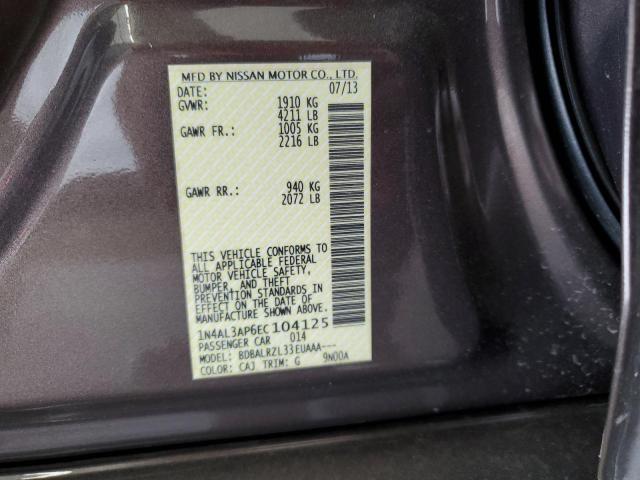 MFD BY NISSAN MOTOR CO., LTD.
DATE: 07/13
GVWR: 1910 KG
4211 LB
GAWR FR.: 1005 KG
2216 LB
GAWR RR.: 940 KG
2072 LB
THIS VEHICLE CONFORMS TO
ALL APPLICABLE FEDERAL
MOTOR VEHICLE SAFETY,
BUMPER, AND THEFT
PREVENTION STANDARDS IN
EFFECT ON THE DATE OF
MANUFACTURE SHOWN ABOVE.
1N4AL3AP6EC104125
PASSENGER CAR 014
MODEL: BDBALRZL33EUAAA---
COLOR: CAJ TRIM: G 9N00A